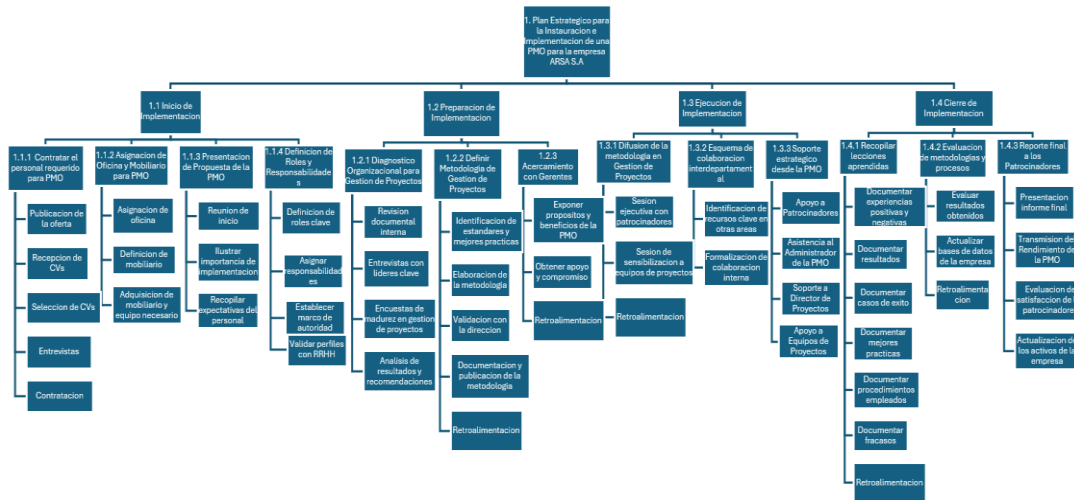 1. Plan Estrategico para
la Instauracion e
Implementacion de una
PMO para la empresa
ARSA S.A
1.1 Inicio de
Implementacion
1.1.1 Contratar el
personal requerido
para PMO
Publicacion de
la oferta
Recepcion de
CVs
Seleccion de CVs
Entrevistas
Contratacion
1.1.2 Asignacion de
Oficina y Mobiliario
para PMO
Asignacion de
oficina
Definicion de
mobiliario
Adquisicion de
mobiliario y
equipo necesario
1.1.3 Presentacion
de Propuesta de la
PMO
Reunion de
inicio
Ilustrar
importancia de
implementacion
Recopilar
expectativas del
personal
1.1.4 Definicion de
Roles y
Responsabilidade
s
Definicion de
roles clave
Asignar
responsabilidad
es
Establecer
marco de
autoridad
Validar perfiles
con RRHH
1.2 Preparacion de
Implementacion
1.2.1 Diagnostico
Organizacional para
Gestion de Proyectos
Revision
documental
interna
Entrevistas con
lideres clave
Encuestas de
madurez en gestion
de proyectos
Analisis de
resultados y
recomendaciones
1.2.2 Definir
Metodologia de
Gestion de
Proyectos
Identificacion de
estandares y
mejores practicas
Elaboracion de
la metodologia
Validacion con
la direccion
Documentacion y
publicacion de la
metodologia
Retroalimentacion
1.2.3
Acercamiento
con Gerentes
Exponer
propositos y
beneficios de la
PMO
Obtener apoyo
y compromiso
Retroalimentacion
1.3 Ejecucion de
Implementacion
1.3.1 Difusion de la
metodologia en
Gestion de
Proyectos
Sesion
ejecutiva con
patrocinadores
Sesion de
sensibilizacion a
equipos de proyectos
Retroalimentacion
1.3.2 Esquema de
colaboracion
interdepartament
al
Identificacion de
recursos clave en
otras areas
Formalizacion de
colaboracion
interna
1.3.3 Soporte
estrategico
desde la PMO
Apoyo a
Patrocinadores
Asistencia al
Administrador de
la PMO
Soporte a
Director de
Proyectos
Apoyo a
Equipos de
Proyectos
1.4 Cierre de
Implementacion
1.4.1 Recopilar
lecciones
aprendidas
Documentar
experiencias
positivas y
negativas
Documentar
resultados
Documentar
casos de exito
Documentar
mejores
practicas
Documentar
procedimientos
empleados
Documentar
fracasos
Retroalimentacion
1.4.2 Evaluacion
de metodologias y
procesos
Evaluar
resultados
obtenidos
Actualizar
bases de datos
de la empresa
Retroalimenta
cion
1.4.3 Reporte final
a los
Patrocinadores
Presentacion
informe final
Transmision de
Rendimiento de
la PMO
Evaluacion de
satisfaccion de los
patrocinadores
Actualizacion de
los activos de la
empresa